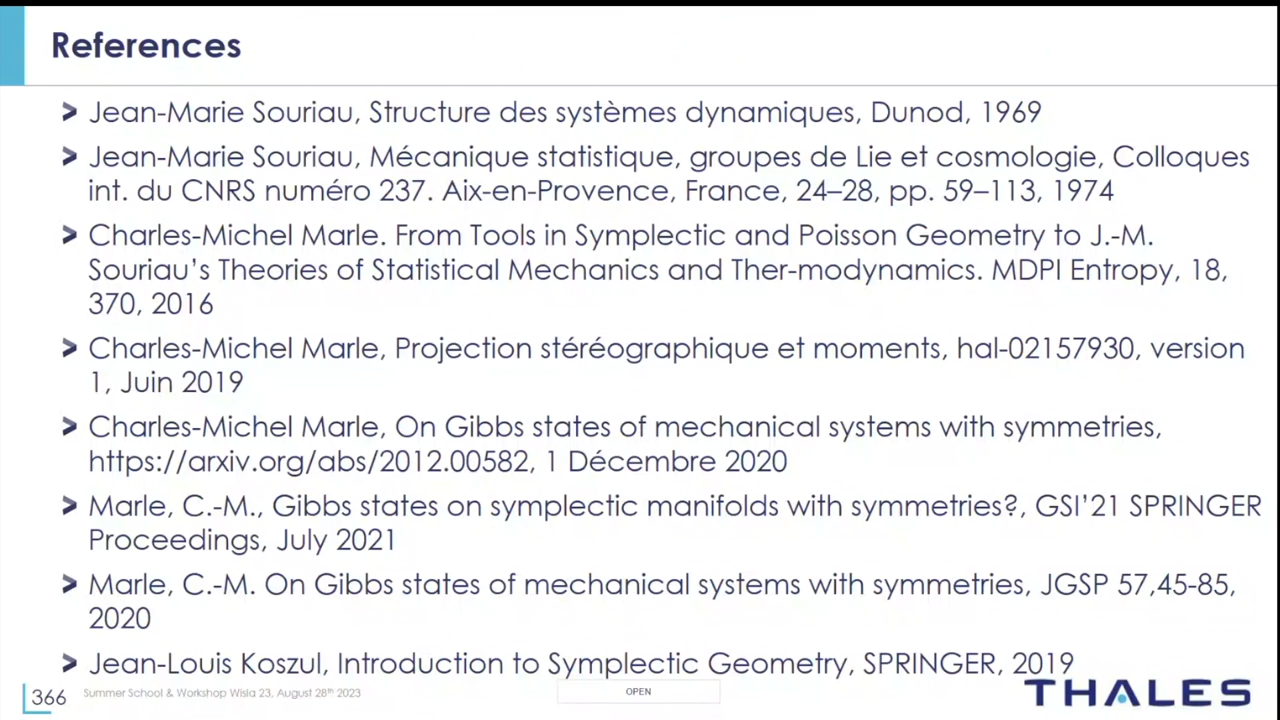 References
> Jean-Marie Souriau, Structure des systèmes dynamiques, Dunod, 1969
> Jean-Marie Souriau, Mécanique statistique, groupes de Lie et cosmologie, Colloques
int. du CNRS numéro 237. Aix-en-Provence, France, 24–28, pp. 59–113, 1974
> Charles-Michel Marle. From Tools in Symplectic and Poisson Geometry to J.-M.
Souriau’s Theories of Statistical Mechanics and Ther-modynamics. MDPI Entropy, 18,
370, 2016
> Charles-Michel Marle, Projection stéréographique et moments, hal-02157930, version
1, Juin 2019
> Charles-Michel Marle, On Gibbs states of mechanical systems with symmetries,
https://arxiv.org/abs/2012.00582, 1 Décembre 2020
> Marle, C.-M., Gibbs states on symplectic manifolds with symmetries?, GSI’21 SPRINGER
Proceedings, July 2021
> Marle, C.-M. On Gibbs states of mechanical systems with symmetries, JGSP 57,45-85,
2020
> Jean-Louis Koszul, Introduction to Symplectic Geometry, SPRINGER, 2019
366 Summer School & Workshop Wisla 23, August 28th 2023 OPEN THALES